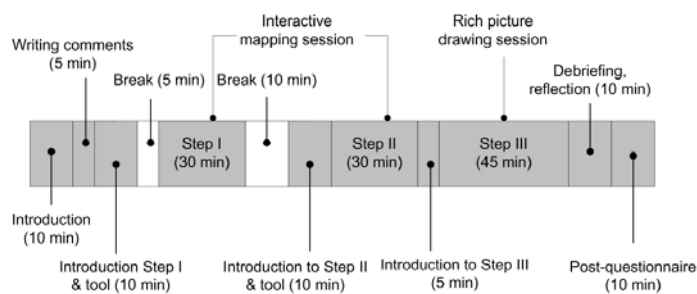 Interactive
mapping session
Rich picture
drawing session
Writing comments
(5 min)
Break (5 min)
Break (10 min)
Debriefing,
reflection (10 min)
Step I
(30 min)
Step II
(30 min)
Step III
(45 min)
Introduction
(10 min)
Introduction Step I
& tool (10 min)
Introduction to Step II
& tool (10 min)
Introduction to Step III
(5 min)
Post-questionnaire
(10 min)